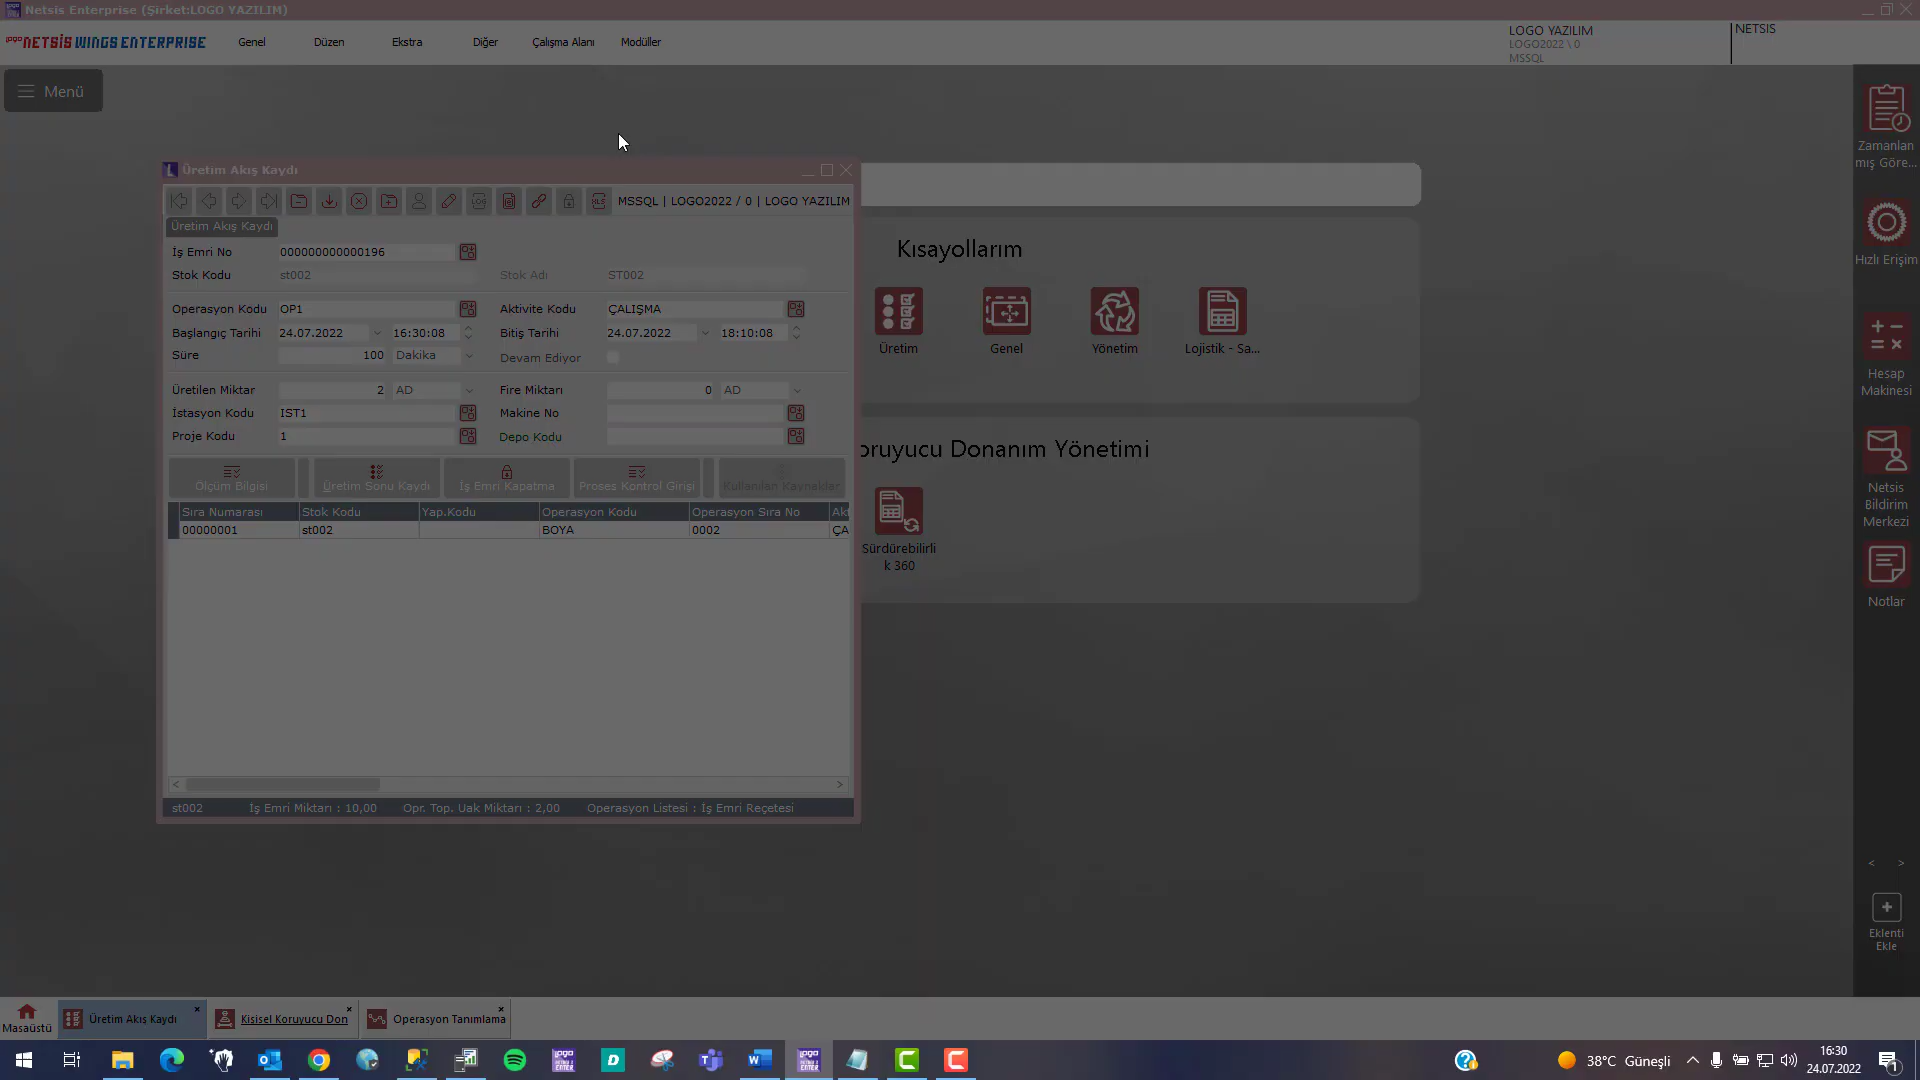 Netsis Enterprise (Şirket:LOGO YAZILIM)
LOGO NETSİS WINGS ENTERPRISE
Genel
Düzen
Ekstra
Diğer
Çalışma Alanı
Modüller
LOGO YAZILIM
LOGO2022 \ 0
MSSQL
NETSIS
Menü
Üretim Akış Kaydı
MSSQL | LOGO2022 / 0 | LOGO YAZILIM
Üretim Akış Kaydı
İş Emri No 000000000000196
Stok Kodu st002 Stok Adı ST002
Operasyon Kodu OP1 Aktivite Kodu ÇALIŞMA
Başlangıç Tarihi 24.07.2022 16:30:08 Bitiş Tarihi 24.07.2022 18:10:08
Süre 100 Dakika Devam Ediyor
Üretilen Miktar 2 AD Fire Miktarı 0 AD
İstasyon Kodu IST1 Makine No
Proje Kodu 1 Depo Kodu
Ölçüm Bilgisi Üretim Sonu Kaydı İş Emri Kapatma Proses Kontrol Girişi Kullanılan Kaynaklar
Sıra Numarası Stok Kodu Yap.Kodu Operasyon Kodu Operasyon Sıra No Akt
00000001 st002 BOYA 0002 ÇA
st002 İş Emri Miktarı : 10,00 Opr. Top. Uak Miktarı : 2,00 Operasyon Listesi : İş Emri Reçetesi
Kısayollarım
Üretim
Genel
Yönetim
Lojistik - Sa...
oruyucu Donanım Yönetimi
Sürdürebilirli
k 360
Zamanlan
mış Göre...
Hızlı Erişim
Hesap
Makinesi
Netsis
Bildirim
Merkezi
Notlar
< >
Eklenti
Ekle
Masaüstü
Üretim Akış Kaydı
Kisisel Koruyucu Don
Operasyon Tanımlama
38°C Güneşli
16:30
24.07.2022
1